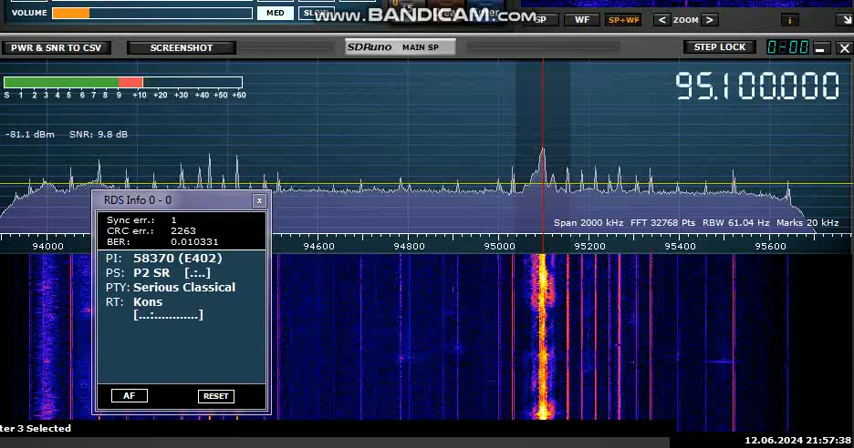 www.BANDICAM.com
VOLUME MED SP WF SP+WF < ZOOM > i
PWR & SNR TO CSV SCREENSHOT SDRuno MAIN SP STEP LOCK 0-00
S 1 2 3 4 5 6 7 8 9 +10 +20 +30 +40 +50 +60
95.100.000
-81.1 dBm SNR: 9.8 dB
Span 2000 kHz FFT 32768 Pts RBW 61.04 Hz Marks 20 kHz
94000 94600 94800 95000 95200 95400 95600
RDS Info 0 - 0 x
Sync err.: 1
CRC err.: 2263
BER: 0.010331
PI: 58370 (E402)
PS: P2 SR [.:..]
PTY: Serious Classical
RT: Kons
[...:............]
AF RESET
ter 3 Selected
12.06.2024 21:57:38